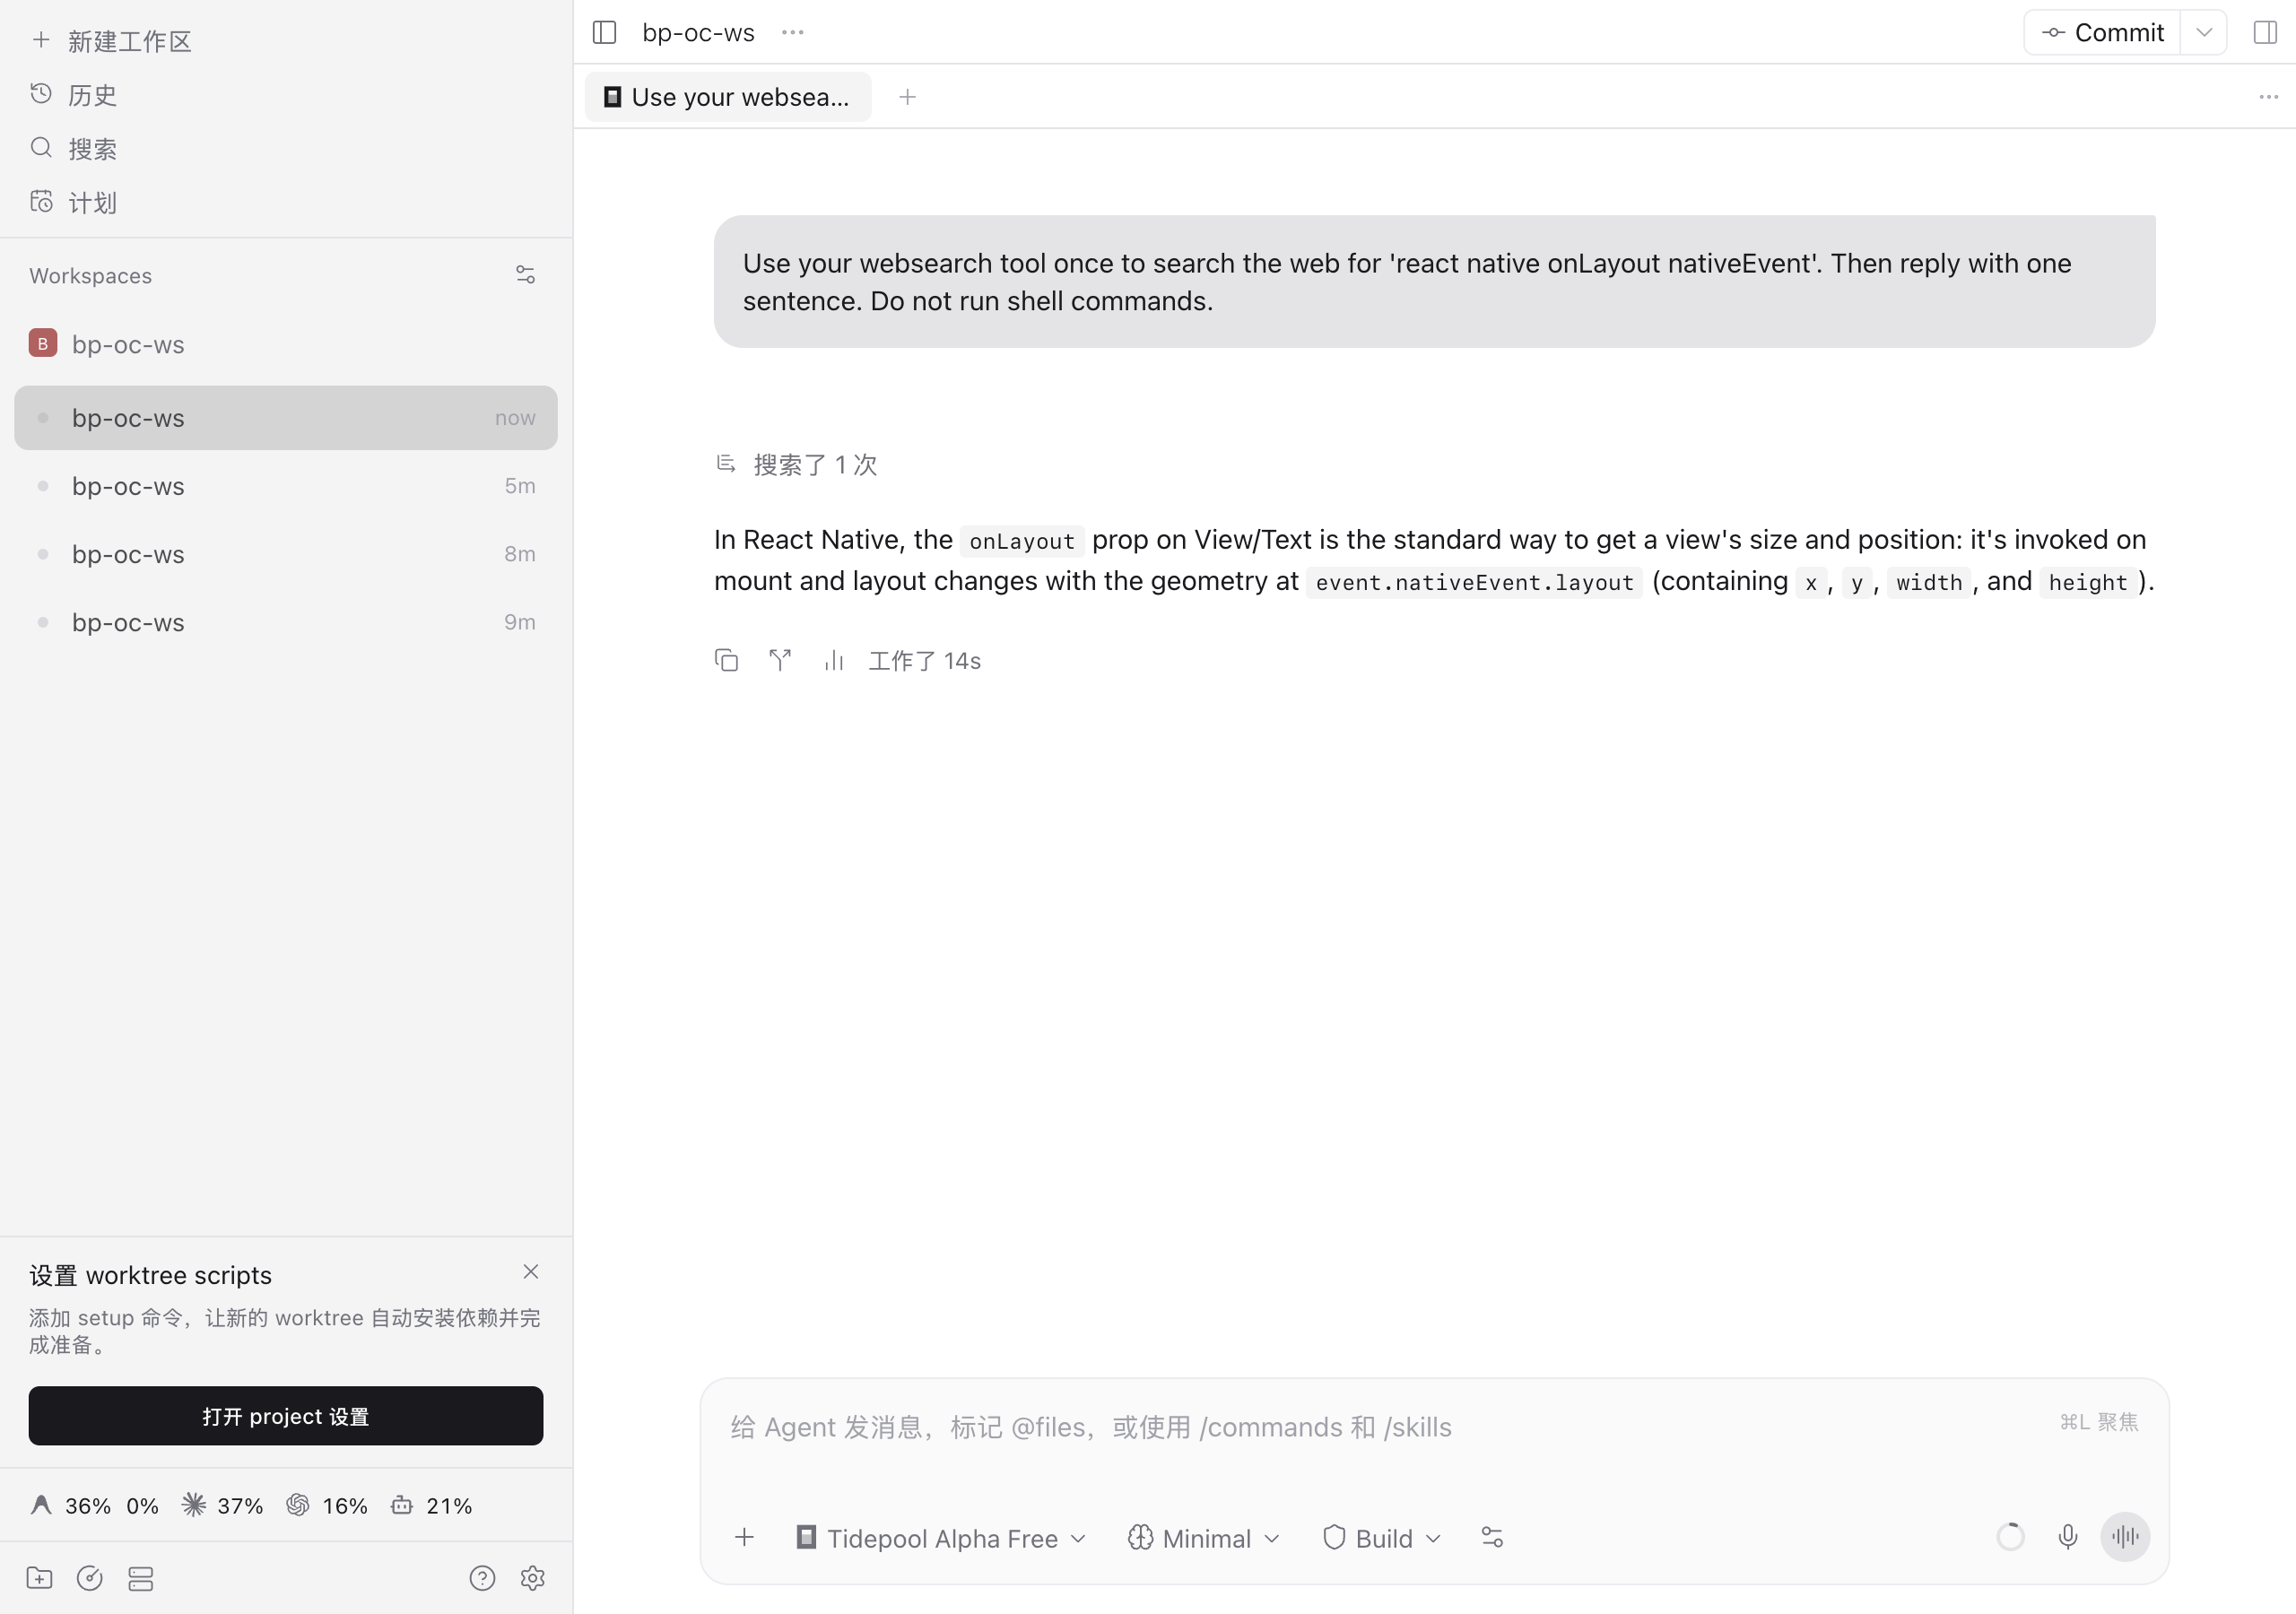 新建工作区
历史
搜索
计划
Workspaces
B bp-oc-ws
bp-oc-ws now
bp-oc-ws 5m
bp-oc-ws 8m
bp-oc-ws 9m
设置 worktree scripts
添加 setup 命令，让新的 worktree 自动安装依赖并完
成准备。
打开 project 设置
36% 0% 37% 16% 21%
bp-oc-ws
Commit
Use your websea...
Use your websearch tool once to search the web for 'react native onLayout nativeEvent'. Then reply with one
sentence. Do not run shell commands.
搜索了 1 次
In React Native, the onLayout prop on View/Text is the standard way to get a view's size and position: it's invoked on
mount and layout changes with the geometry at event.nativeEvent.layout (containing x, y, width, and height).
工作了 14s
给 Agent 发消息，标记 @files，或使用 /commands 和 /skills
⌘L 聚焦
Tidepool Alpha Free Minimal Build